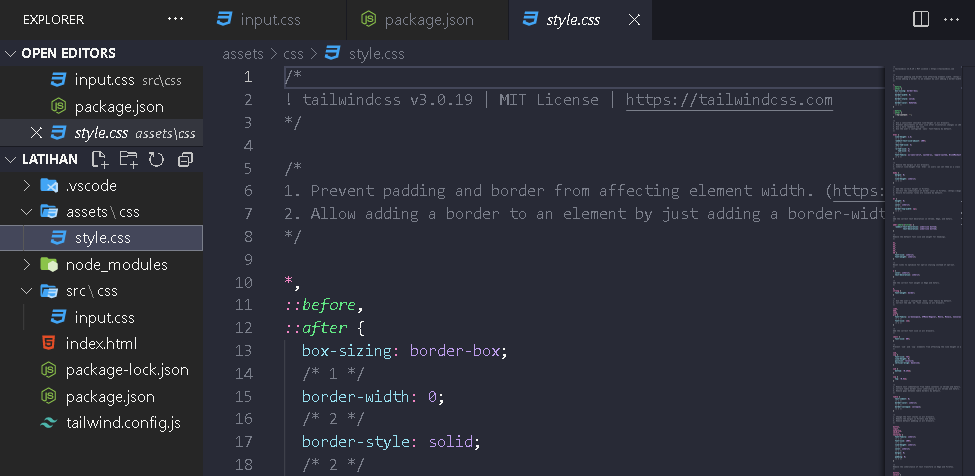 EXPLORER ···
OPEN EDITORS
input.css src\css
package.json
style.css assets\css
LATIHAN
.vscode
assets\css
style.css
node_modules
src\css
input.css
index.html
package-lock.json
package.json
tailwind.config.js
input.css
package.json
style.css
···
assets > css > style.css
1 /*
2 ! tailwindcss v3.0.19 | MIT License | https://tailwindcss.com
3 */
4
5 /*
6 1. Prevent padding and border from affecting element width. (https:
7 2. Allow adding a border to an element by just adding a border-widt
8 */
9
10 *,
11 ::before,
12 ::after {
13 box-sizing: border-box;
14 /* 1 */
15 border-width: 0;
16 /* 2 */
17 border-style: solid;
18 /* 2 */